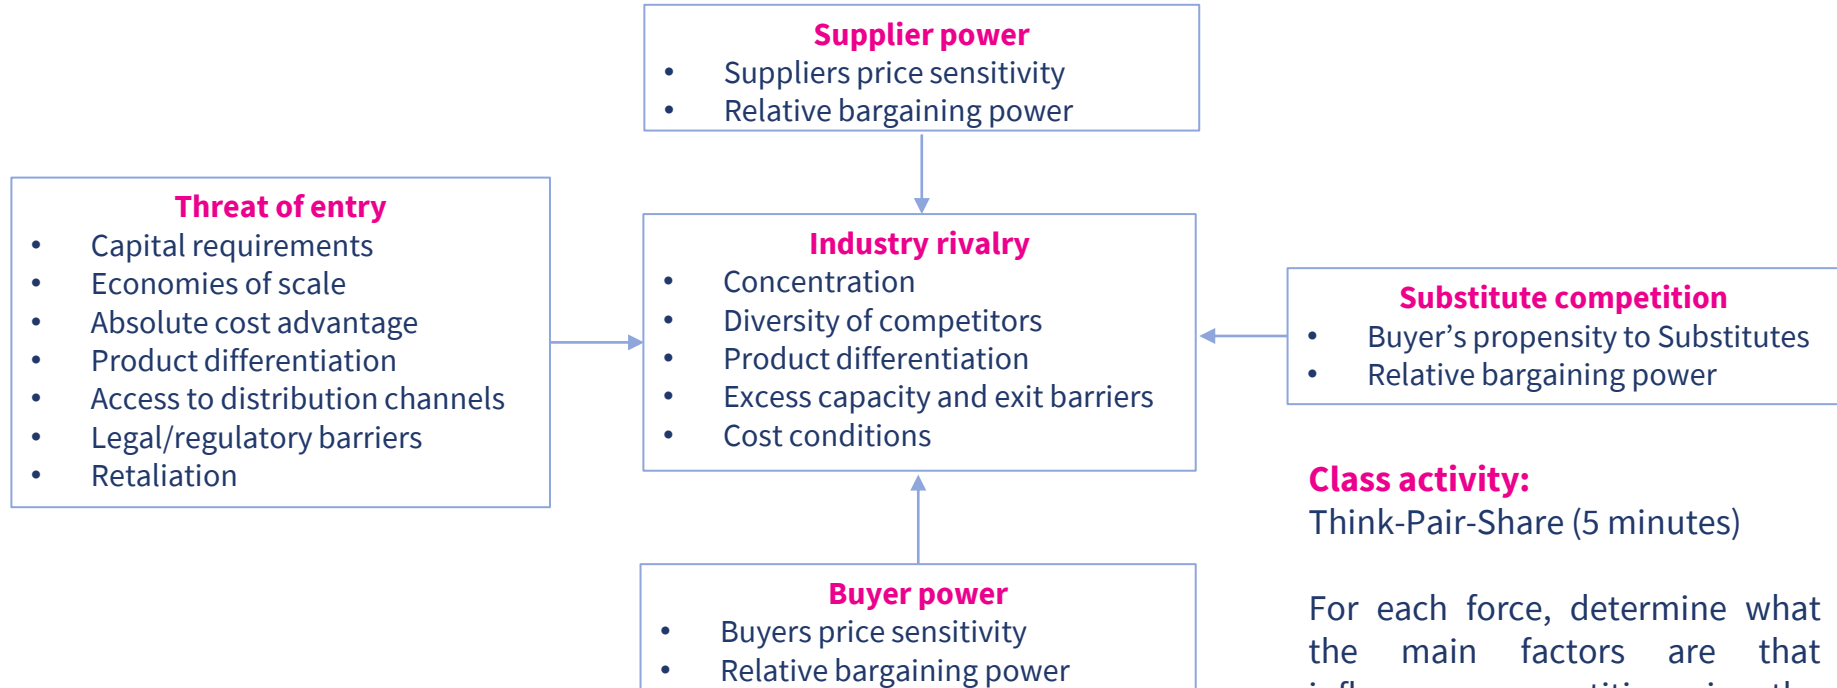 Supplier power
• Suppliers price sensitivity
• Relative bargaining power
Threat of entry
• Capital requirements
• Economies of scale
• Absolute cost advantage
• Product differentiation
• Access to distribution channels
• Legal/regulatory barriers
• Retaliation
Industry rivalry
• Concentration
• Diversity of competitors
• Product differentiation
• Excess capacity and exit barriers
• Cost conditions
Substitute competition
• Buyer’s propensity to Substitutes
• Relative bargaining power
Buyer power
• Buyers price sensitivity
• Relative bargaining power
Class activity:
Think-Pair-Share (5 minutes)
For each force, determine what
the main factors are that